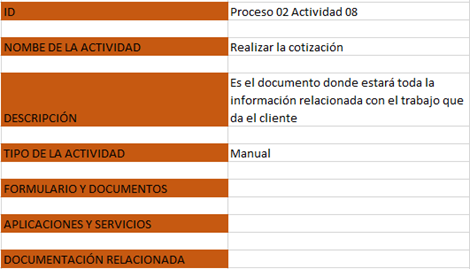 ID Proceso 02 Actividad 08
NOMBE DE LA ACTIVIDAD Realizar la cotización
DESCRIPCIÓN Es el documento donde estará toda la
información relacionada con el trabajo que
da el cliente
TIPO DE LA ACTIVIDAD Manual
FORMULARIO Y DOCUMENTOS
APLICACIONES Y SERVICIOS
DOCUMENTACIÓN RELACIONADA